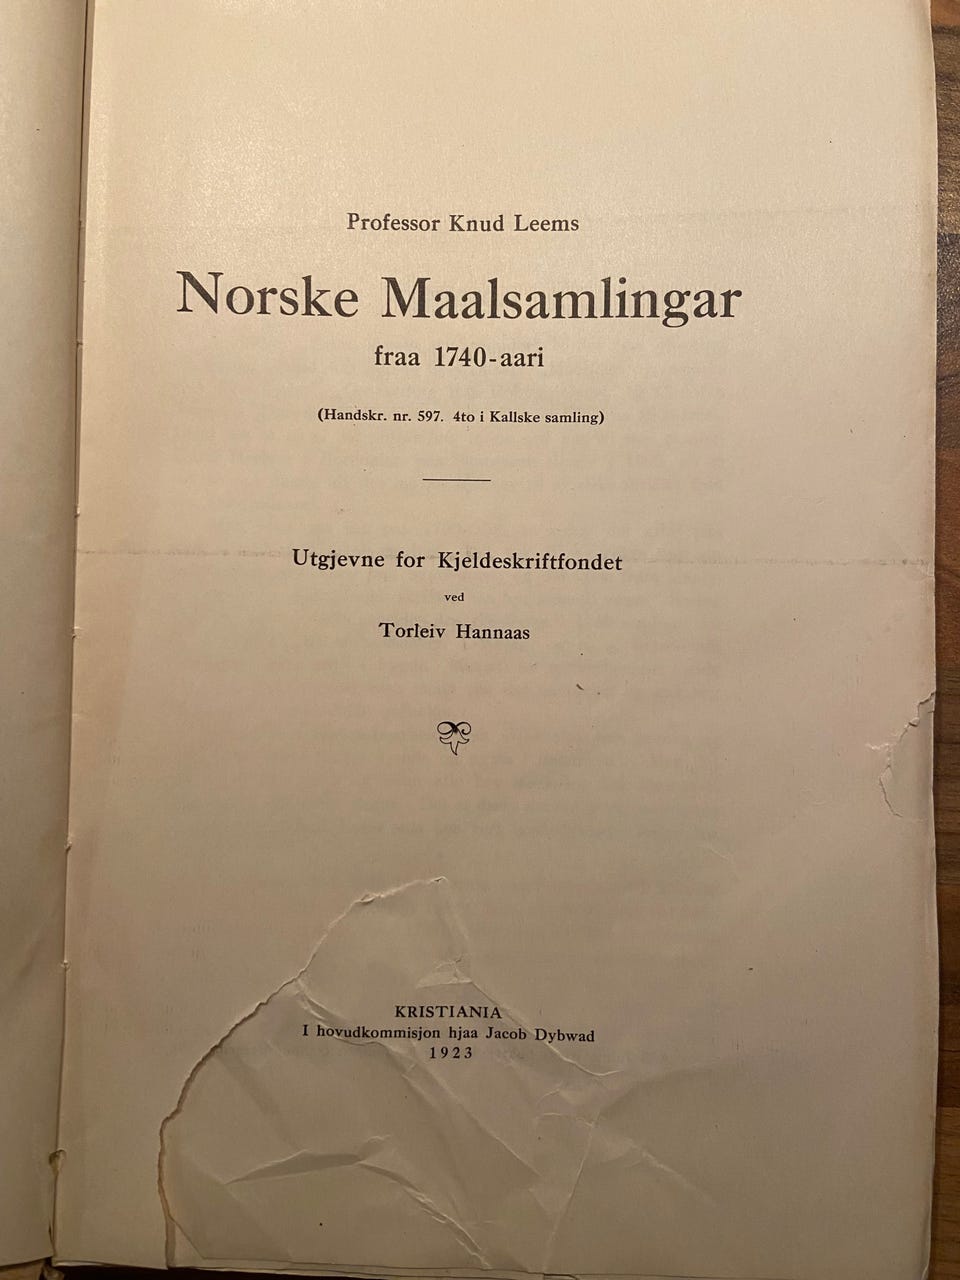 Professor Knud Leems
Norske Maalsamlingar
fraa 1740-aari
(Handskr. nr. 597. 4to i Kallske samling)
Utgjevne for Kjeldeskriftfondet
ved
Torleiv Hannaas
KRISTIANIA
I hovudkommisjon hjaa Jacob Dybwad
1923